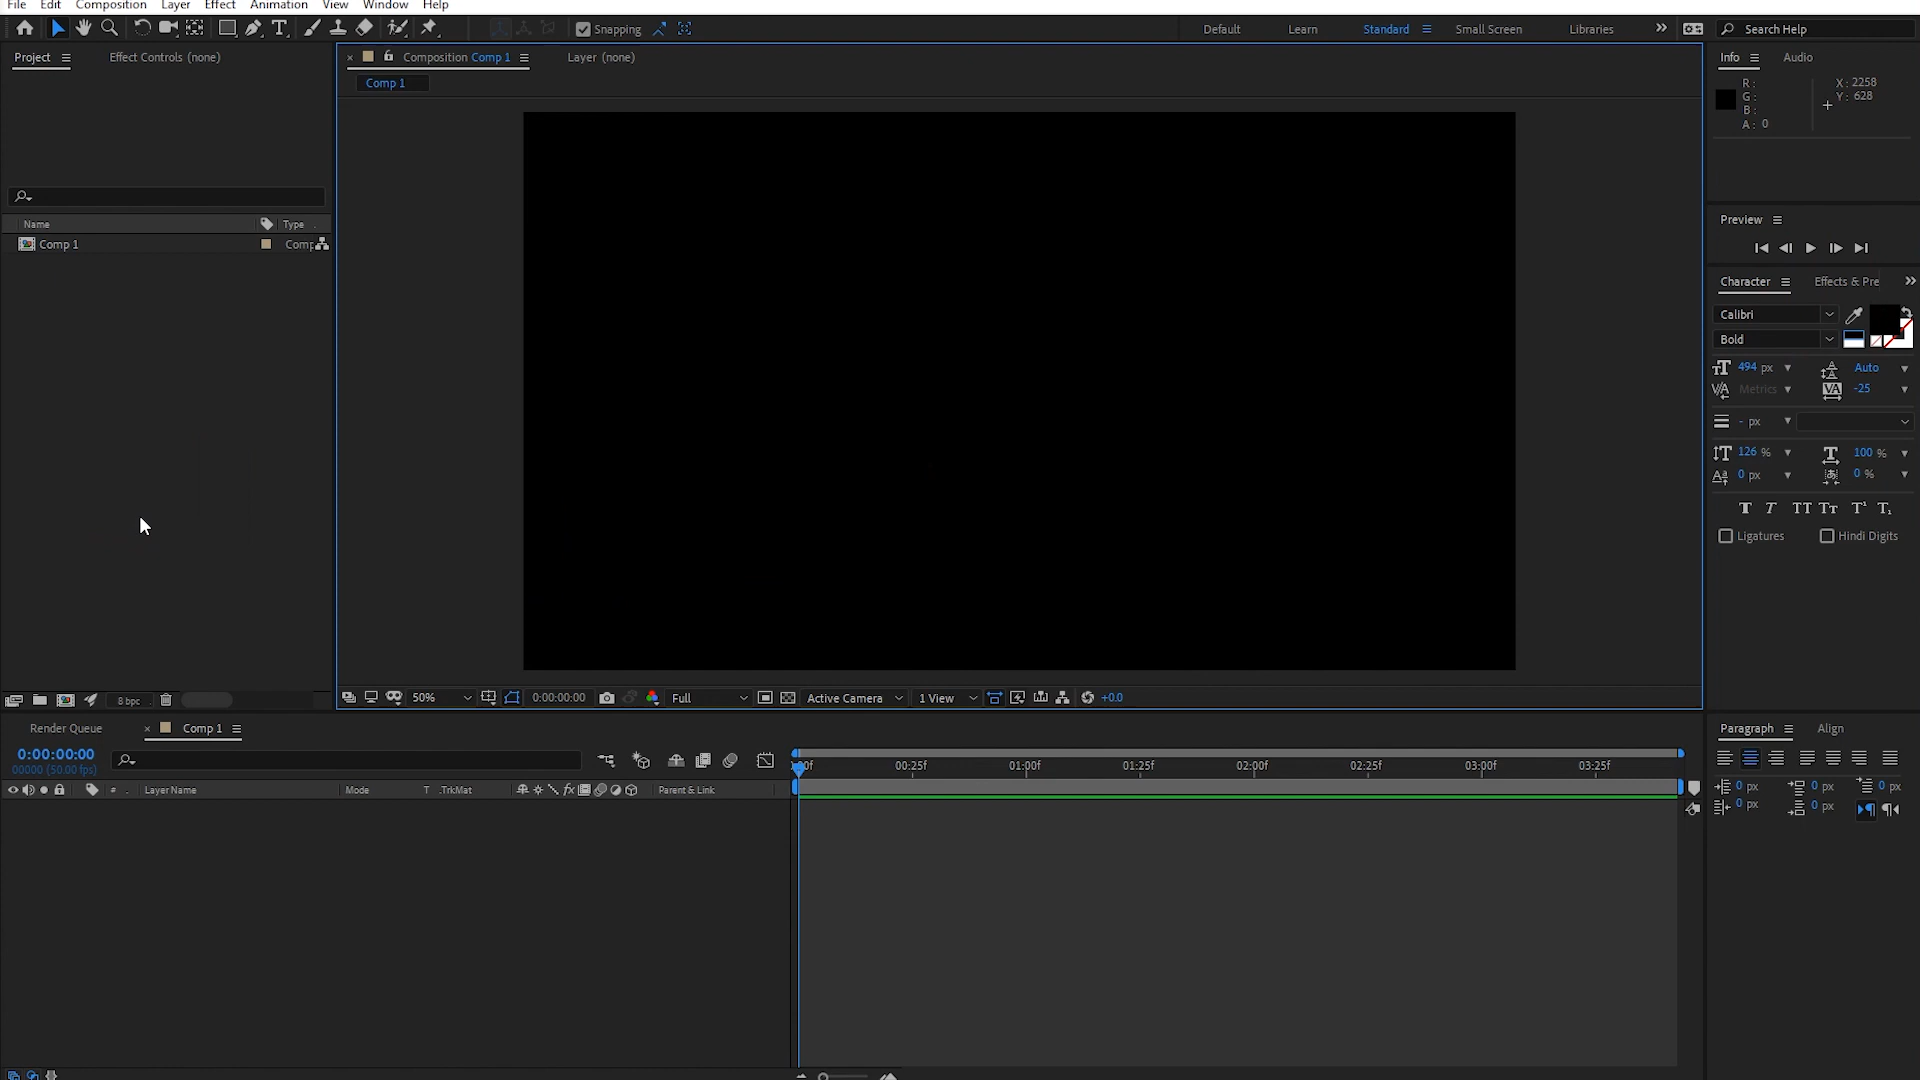 File Edit Composition Layer Effect Animation View Window Help
Snapping Default Learn Standard Small Screen Libraries Search Help
Project Effect Controls (none) Composition Comp 1 Layer (none) Info Audio
Comp 1
R: X: 2258
G: Y: 628
B:
A: 0
Name Type
Comp 1 Comp
Preview
Character Effects & Pre
Calibri
Bold
494 px Auto
Metrics -25
- px
126 % 100 %
0 px 0 %
T T TT TT T¹ T₁
Ligatures Hindi Digits
8 bpc 50% 0:00:00:00 Full Active Camera 1 View +0.0
Render Queue Comp 1 Paragraph Align
0:00:00:00
00000 (50.00 fps)
00f 00:25f 01:00f 01:25f 02:00f 02:25f 03:00f 03:25f
# Layer Name Mode T .TrkMat Parent & Link
0 px 0 px 0 px
0 px 0 px